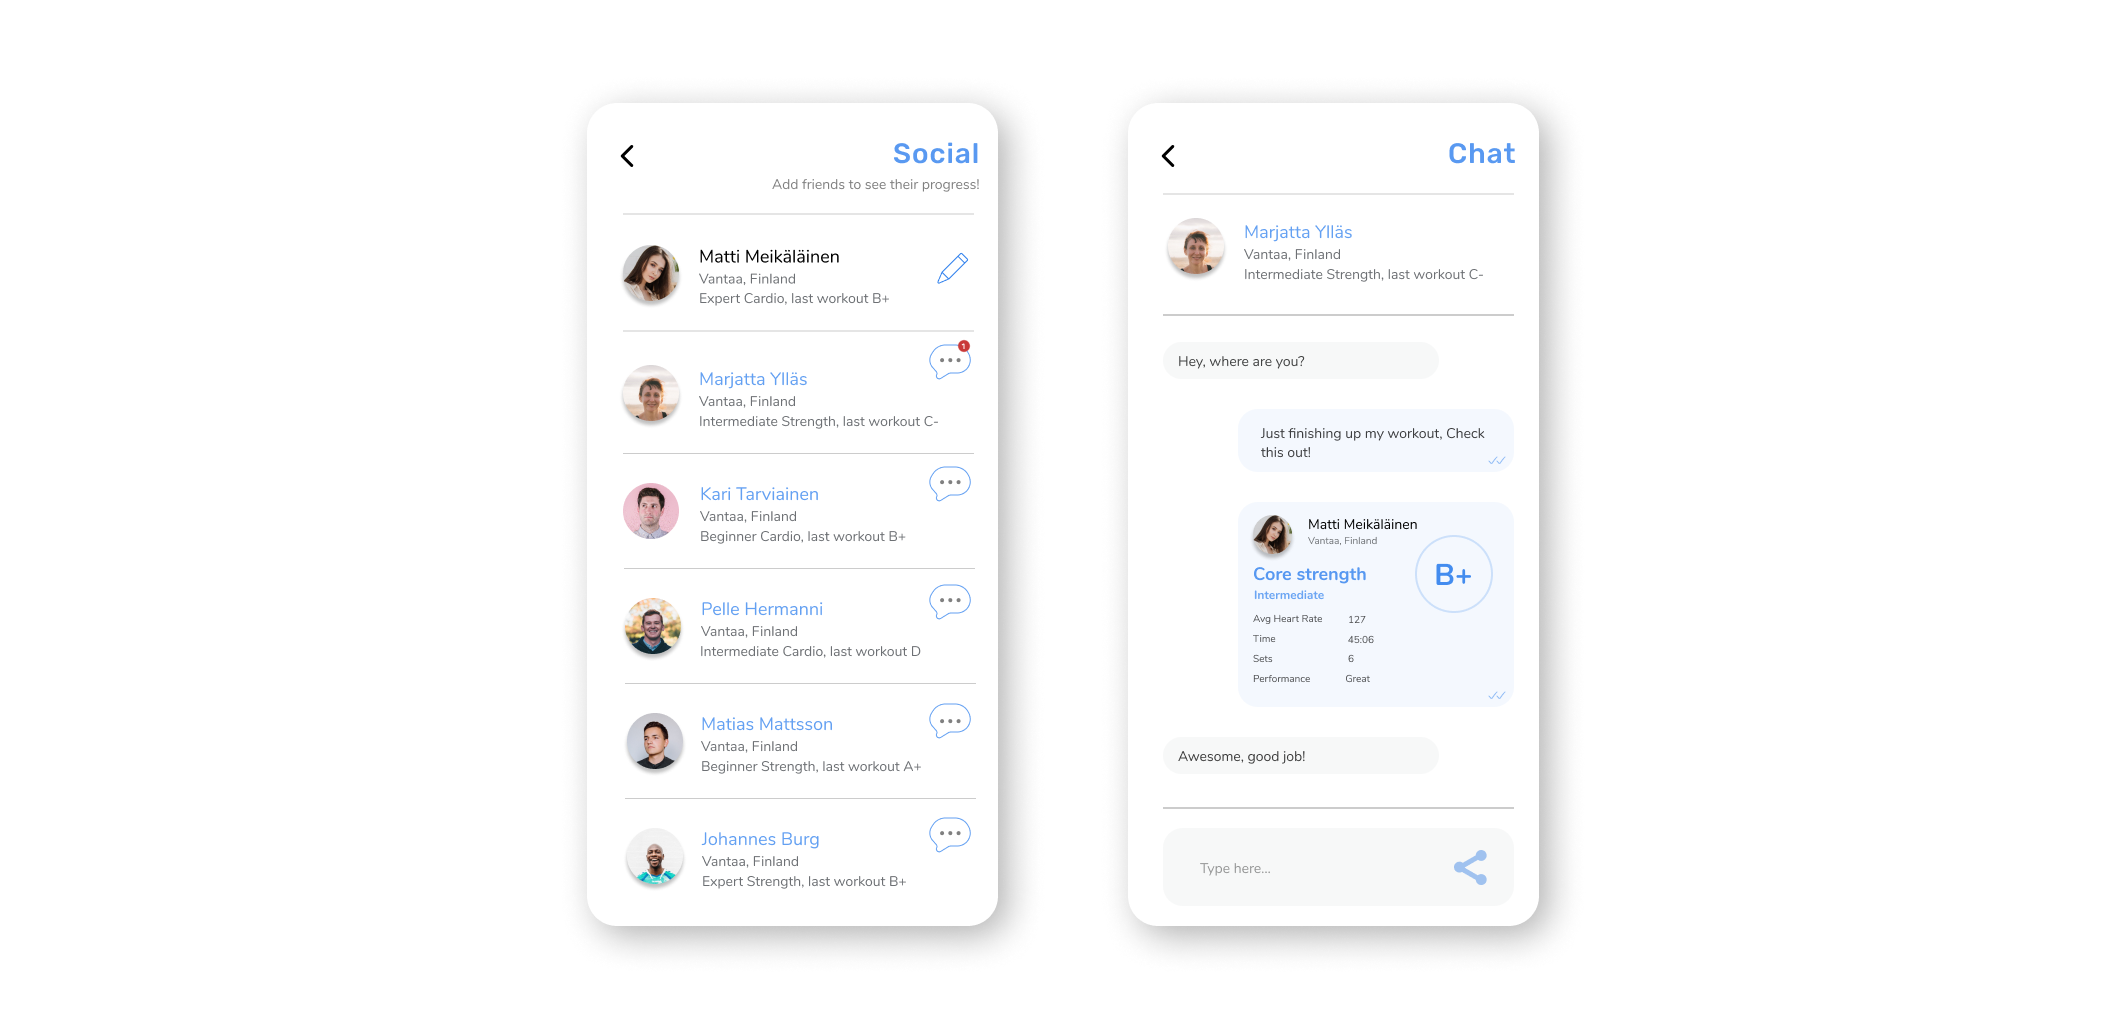 Social
Add friends to see their progress!
Matti Meikäläinen
Vantaa, Finland
Expert Cardio, last workout B+
1
Marjatta Ylläs
Vantaa, Finland
Intermediate Strength, last workout C-
Kari Tarviainen
Vantaa, Finland
Beginner Cardio, last workout B+
Pelle Hermanni
Vantaa, Finland
Intermediate Cardio, last workout D
Matias Mattsson
Vantaa, Finland
Beginner Strength, last workout A+
Johannes Burg
Vantaa, Finland
Expert Strength, last workout B+
Chat
Marjatta Ylläs
Vantaa, Finland
Intermediate Strength, last workout C-
Hey, where are you?
Just finishing up my workout, Check
this out!
Matti Meikäläinen
Vantaa, Finland
B+
Core strength
Intermediate
Avg Heart Rate 127
Time 45:06
Sets 6
Performance Great
Awesome, good job!
Type here...